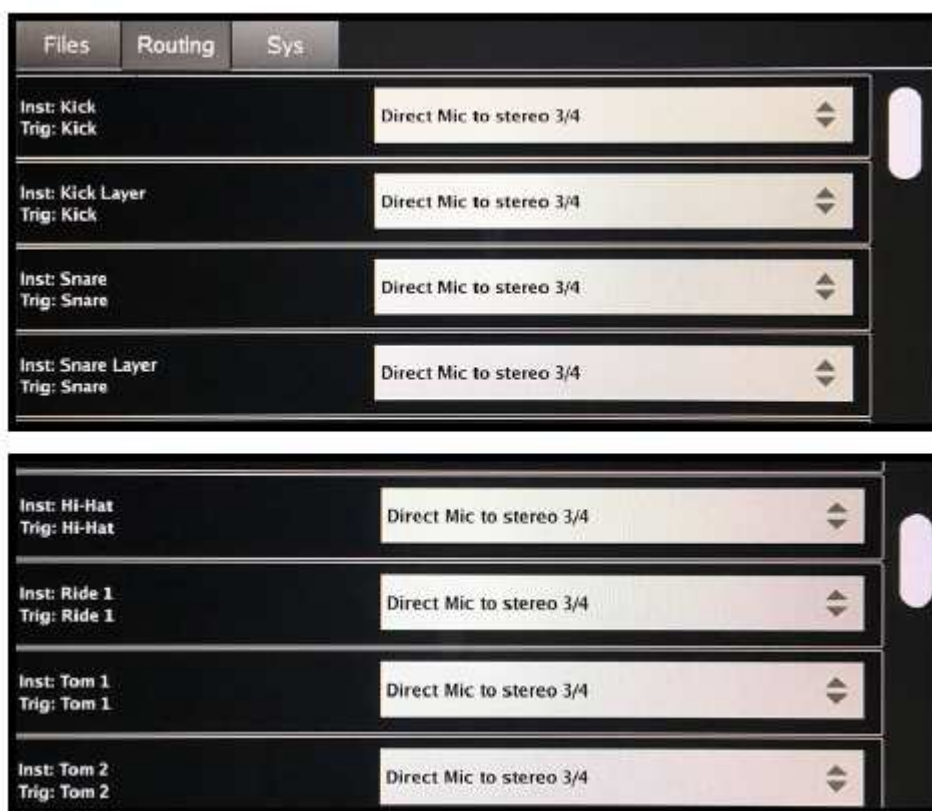 Files Routing Sys
Inst: Kick
Trig: Kick
Direct Mic to stereo 3/4
Inst: Kick Layer
Trig: Kick
Direct Mic to stereo 3/4
Inst: Snare
Trig: Snare
Direct Mic to stereo 3/4
Inst: Snare Layer
Trig: Snare
Direct Mic to stereo 3/4
Inst: Hi-Hat
Trig: Hi-Hat
Direct Mic to stereo 3/4
Inst: Ride 1
Trig: Ride 1
Direct Mic to stereo 3/4
Inst: Tom 1
Trig: Tom 1
Direct Mic to stereo 3/4
Inst: Tom 2
Trig: Tom 2
Direct Mic to stereo 3/4